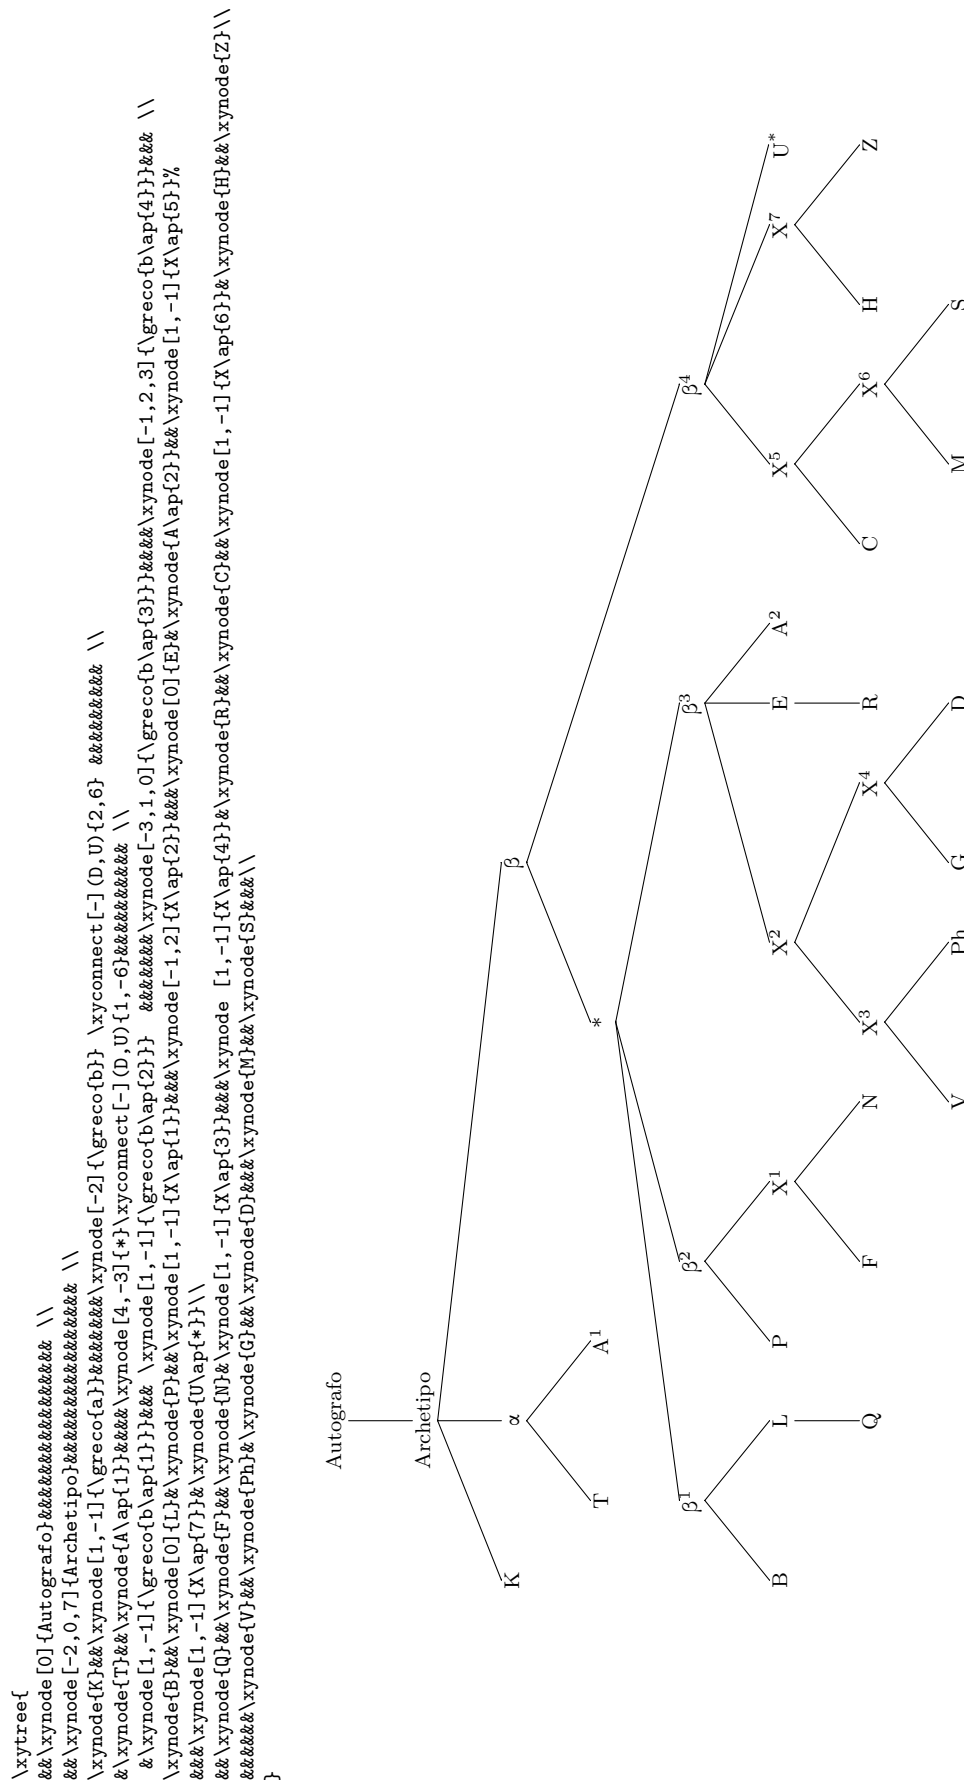 \xytree{
&&\xynode[0]{Autografo}&&&&&&&&&&&&&&&& \\
&&\xynode[-2,0,7]{Archetipo}&&&&&&&&&&&&&&&& \\
\xynode{K}&&\xynode[1,-1]{\greco{a}}&&&&&&&\xynode[-2]{\greco{b}} \xyconnect[-](D,U){2,6} &&&&&&&&& \\
&\xynode{T}&&\xynode{A\ap{1}}&&&&\xynode[4,-3]{*}\xyconnect[-](D,U){1,-6}&&&&&&&&&& \\
&\xynode[1,-1]{\greco{b\ap{1}}}&&& \xynode[1,-1]{\greco{b\ap{2}}} &&&&&&&\xynode[-3,1,0]{\greco{b\ap{3}}}&&&&\xynode[-1,2,3]{\greco{b\ap{4}}}&&& \\
\xynode{B}&&\xynode[0]{L}&\xynode{P}&&\xynode[1,-1]{X\ap{1}}&&&\xynode[-1,2]{X\ap{2}}&&&\xynode[0]{E}&\xynode{A\ap{2}}&&\xynode[1,-1]{X\ap{5}}%
&&&\xynode[1,-1]{X\ap{7}}&\xynode{U\ap{*}}\\
&&\xynode{Q}&&\xynode{F}&&\xynode{N}&\xynode[1,-1]{X\ap{3}}&&&\xynode [1,-1]{X\ap{4}}&\xynode{R}&&\xynode{C}&&\xynode[1,-1]{X\ap{6}}&\xynode{H}&&\xynode{Z}\\
&&&&&&\xynode{V}&&\xynode{Ph}&\xynode{G}&&\xynode{D}&&&\xynode{M}&&\xynode{S}&&&\\
}
Autografo
Archetipo
K α β
T A¹ *
β¹ β² β³ β⁴
B L P X¹ X² E A² X⁵ X⁷ U*
Q F N X³ X⁴ R C X⁶ H Z
V Ph G D M S